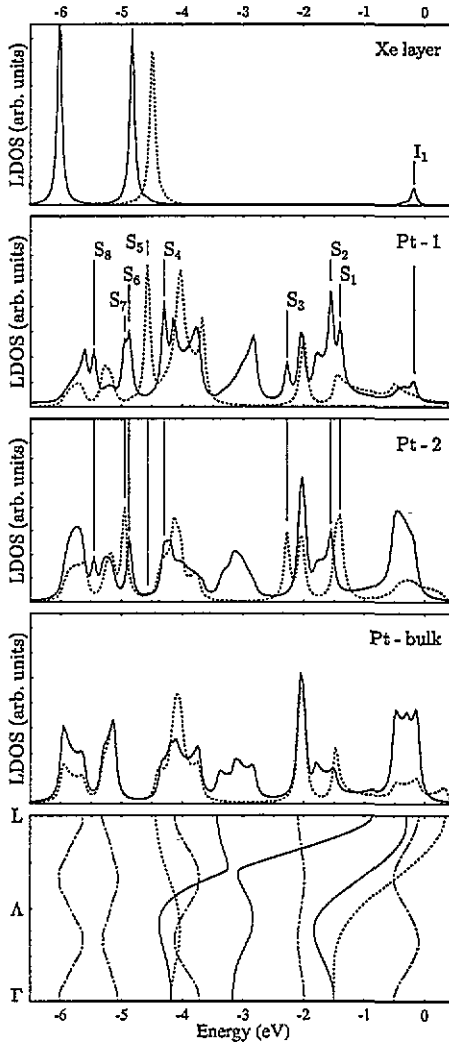 -6 -5 -4 -3 -2 -1 0
Xe layer
LDOS (arb. units)
I1
Pt-1
LDOS (arb. units)
S8
S7
S6
S5
S4
S3
S2
S1
Pt-2
LDOS (arb. units)
Pt-bulk
LDOS (arb. units)
L
Λ
Γ
-6 -5 -4 -3 -2 -1 0
Energy (eV)